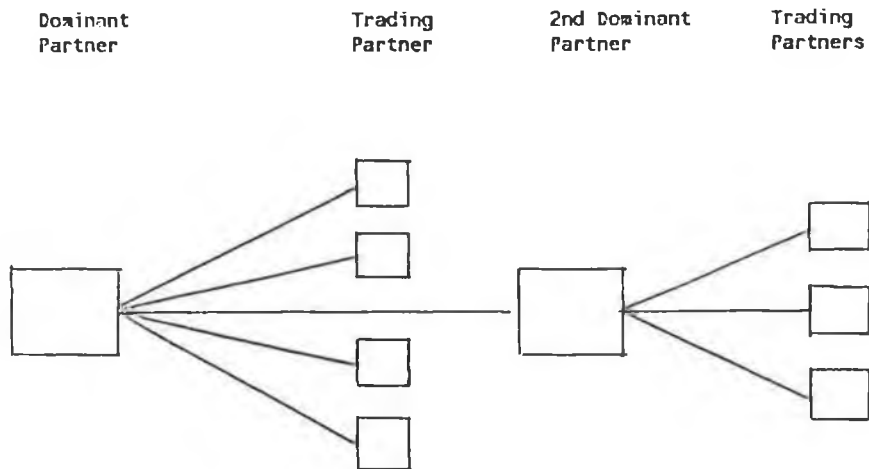 Dominant
Partner
Trading
Partner
2nd Dominant
Partner
Trading
Partners